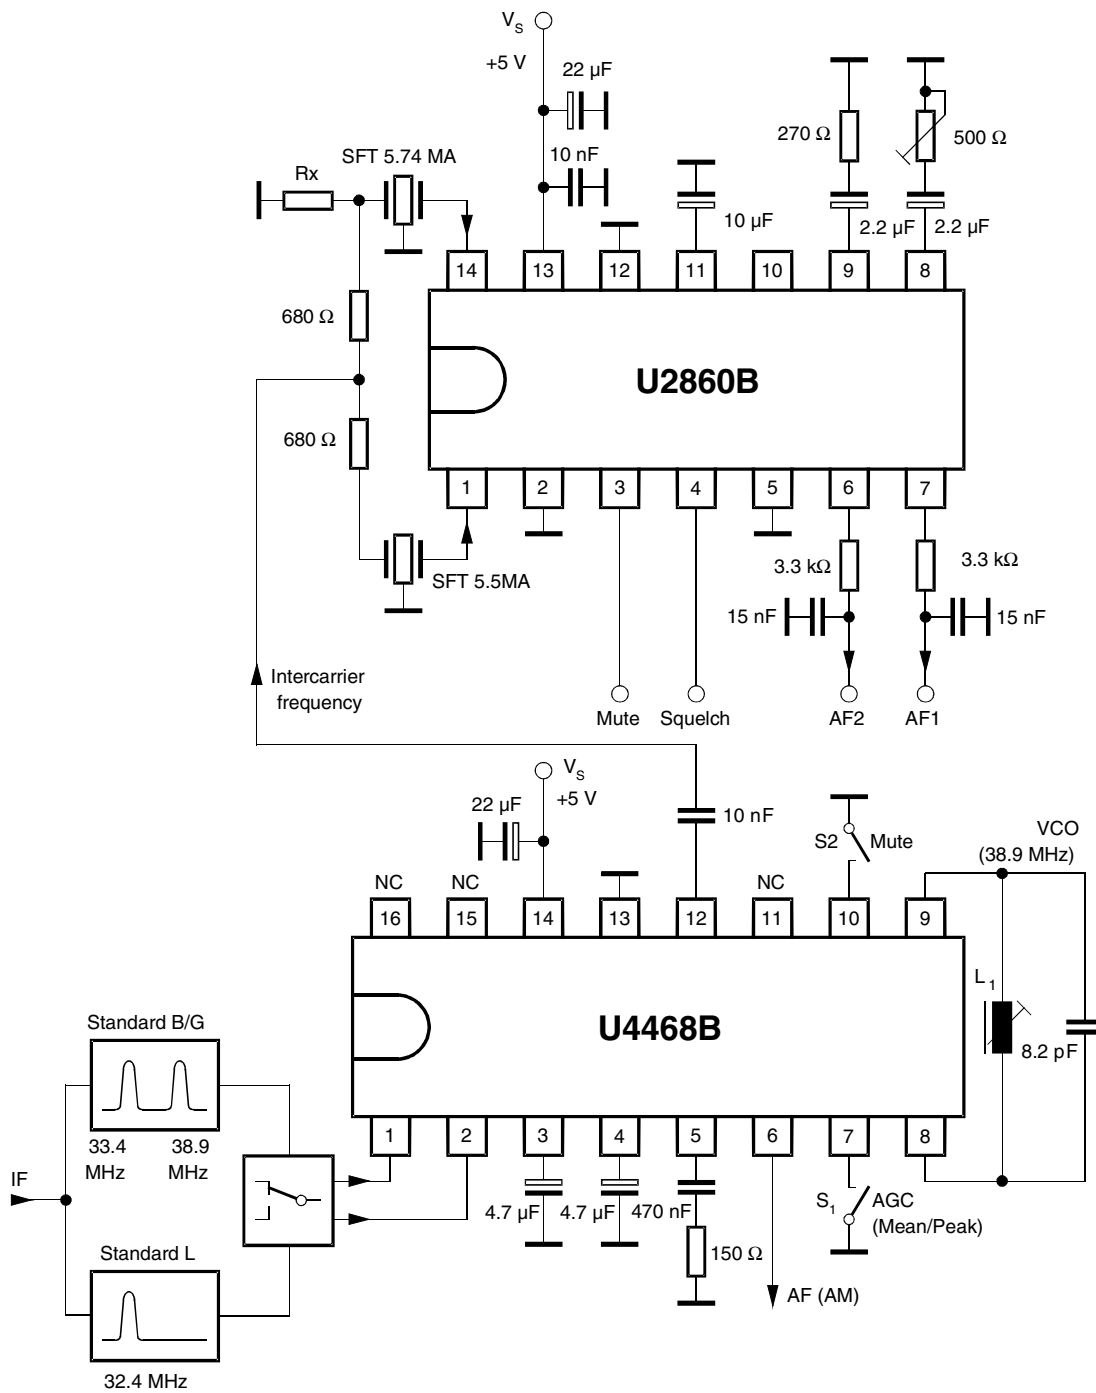 V_S
+5 V
22 µF
10 nF
SFT 5.74 MA
Rx
270 Ω
500 Ω
10 µF
2.2 µF
2.2 µF
14
13
12
11
10
9
8
680 Ω
U2860B
680 Ω
1
2
3
4
5
6
7
SFT 5.5MA
3.3 kΩ
3.3 kΩ
15 nF
15 nF
Intercarrier
frequency
Mute
Squelch
AF2
AF1
V_S
+5 V
22 µF
10 nF
S2
Mute
VCO
(38.9 MHz)
NC
NC
NC
16
15
14
13
12
11
10
9
L_1
8.2 pF
U4468B
Standard B/G
33.4
MHz
38.9
MHz
1
2
3
4
5
6
7
8
IF
4.7 µF
4.7 µF
470 nF
S_1
AGC
(Mean/Peak)
150 Ω
AF (AM)
Standard L
32.4 MHz